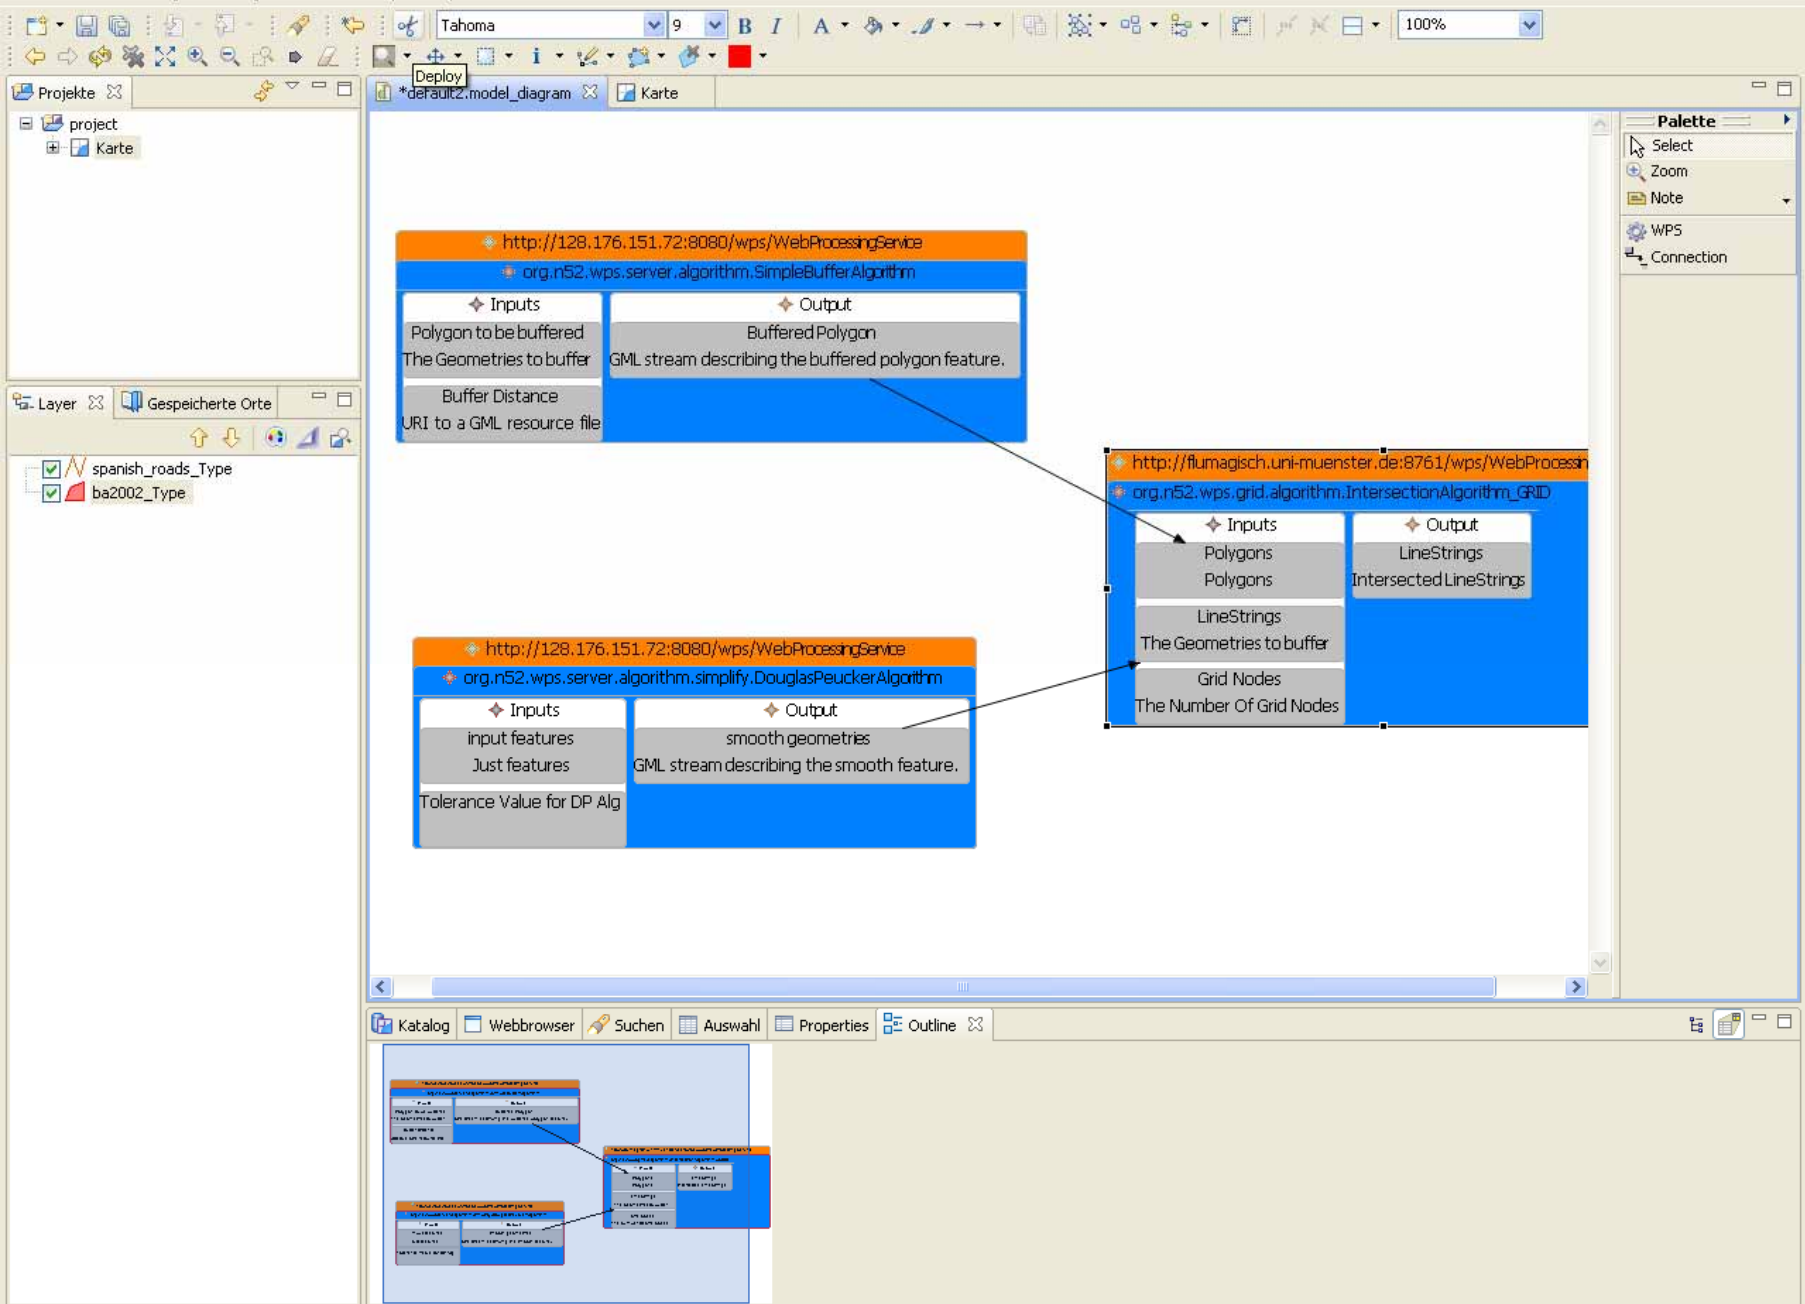 Tahoma
9
B I
A
100%
Deploy
Projekte
project
Karte
*default2.model_diagram
Karte
Palette
Select
Zoom
Note
WPS
Connection
http://128.176.151.72:8080/wps/WebProcessingService
org.n52.wps.server.algorithm.SimpleBufferAlgorithm
Inputs
Output
Polygon to be buffered
The Geometries to buffer
Buffered Polygon
GML stream describing the buffered polygon feature.
Buffer Distance
URI to a GML resource file
Layer
Gespeicherte Orte
spanish_roads_Type
ba2002_Type
http://flumagisch.uni-muenster.de:8761/wps/WebProcessin
org.n52.wps.grid.algorithm.IntersectionAlgorithm_GRID
Inputs
Output
Polygons
Polygons
LineStrings
Intersected LineStrings
LineStrings
The Geometries to buffer
Grid Nodes
The Number Of Grid Nodes
http://128.176.151.72:8080/wps/WebProcessingService
org.n52.wps.server.algorithm.simplify.DouglasPeuckerAlgorithm
Inputs
Output
input features
Just features
smooth geometries
GML stream describing the smooth feature.
Tolerance Value for DP Alg
Katalog
Webbrowser
Suchen
Auswahl
Properties
Outline